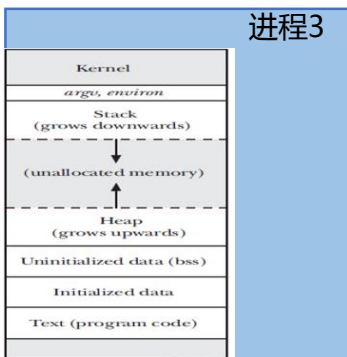 进程3
Kernel
argv, environ
Stack
(grows downwards)
(unallocated memory)
Heap
(grows upwards)
Uninitialized data (bss)
Initialized data
Text (program code)